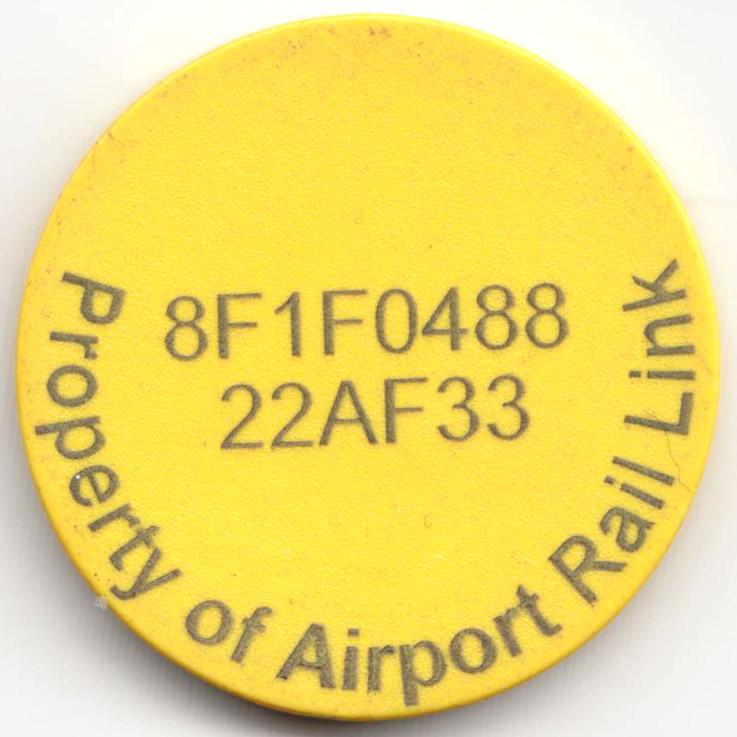 8F1F0488
22AF33
Property of Airport Rail Link